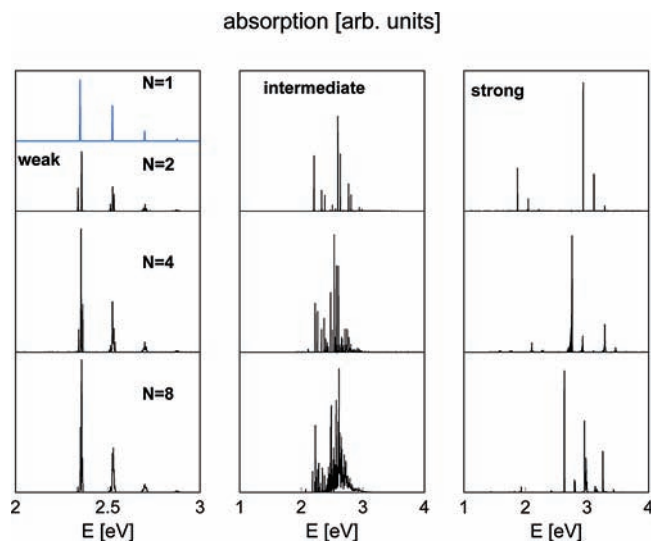 absorption [arb. units]
N=1
intermediate
strong
weak
N=2
N=4
N=8
2 2.5 3 1 2 3 4 1 2 3 4
E [eV] E [eV] E [eV]